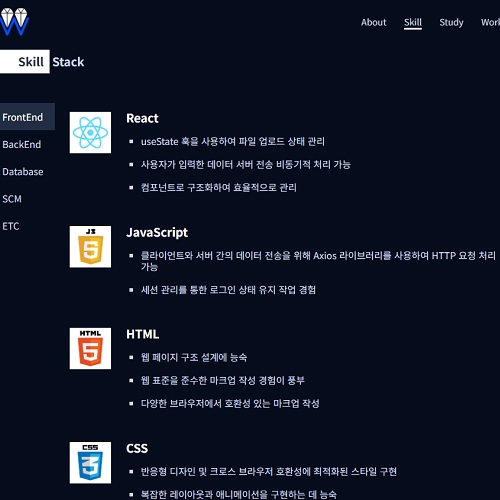 About Skill Study Work
Skill Stack
FrontEnd
BackEnd
Database
SCM
ETC
React
useState 훅을 사용하여 파일 업로드 상태 관리
사용자가 입력한 데이터 서버 전송 비동기적 처리 가능
컴포넌트로 구조화하여 효율적으로 관리
JS
JavaScript
클라이언트와 서버 간의 데이터 전송을 위해 Axios 라이브러리를 사용하여 HTTP 요청 처리
가능
세션 관리를 통한 로그인 상태 유지 작업 경험
HTML
5
HTML
웹 페이지 구조 설계에 능숙
웹 표준을 준수한 마크업 작성 경험이 풍부
다양한 브라우저에서 호환성 있는 마크업 작성
CSS
3
CSS
반응형 디자인 및 크로스 브라우저 호환성에 최적화된 스타일 구현
복잡한 레이아웃과 애니메이션을 구현하는 데 능숙